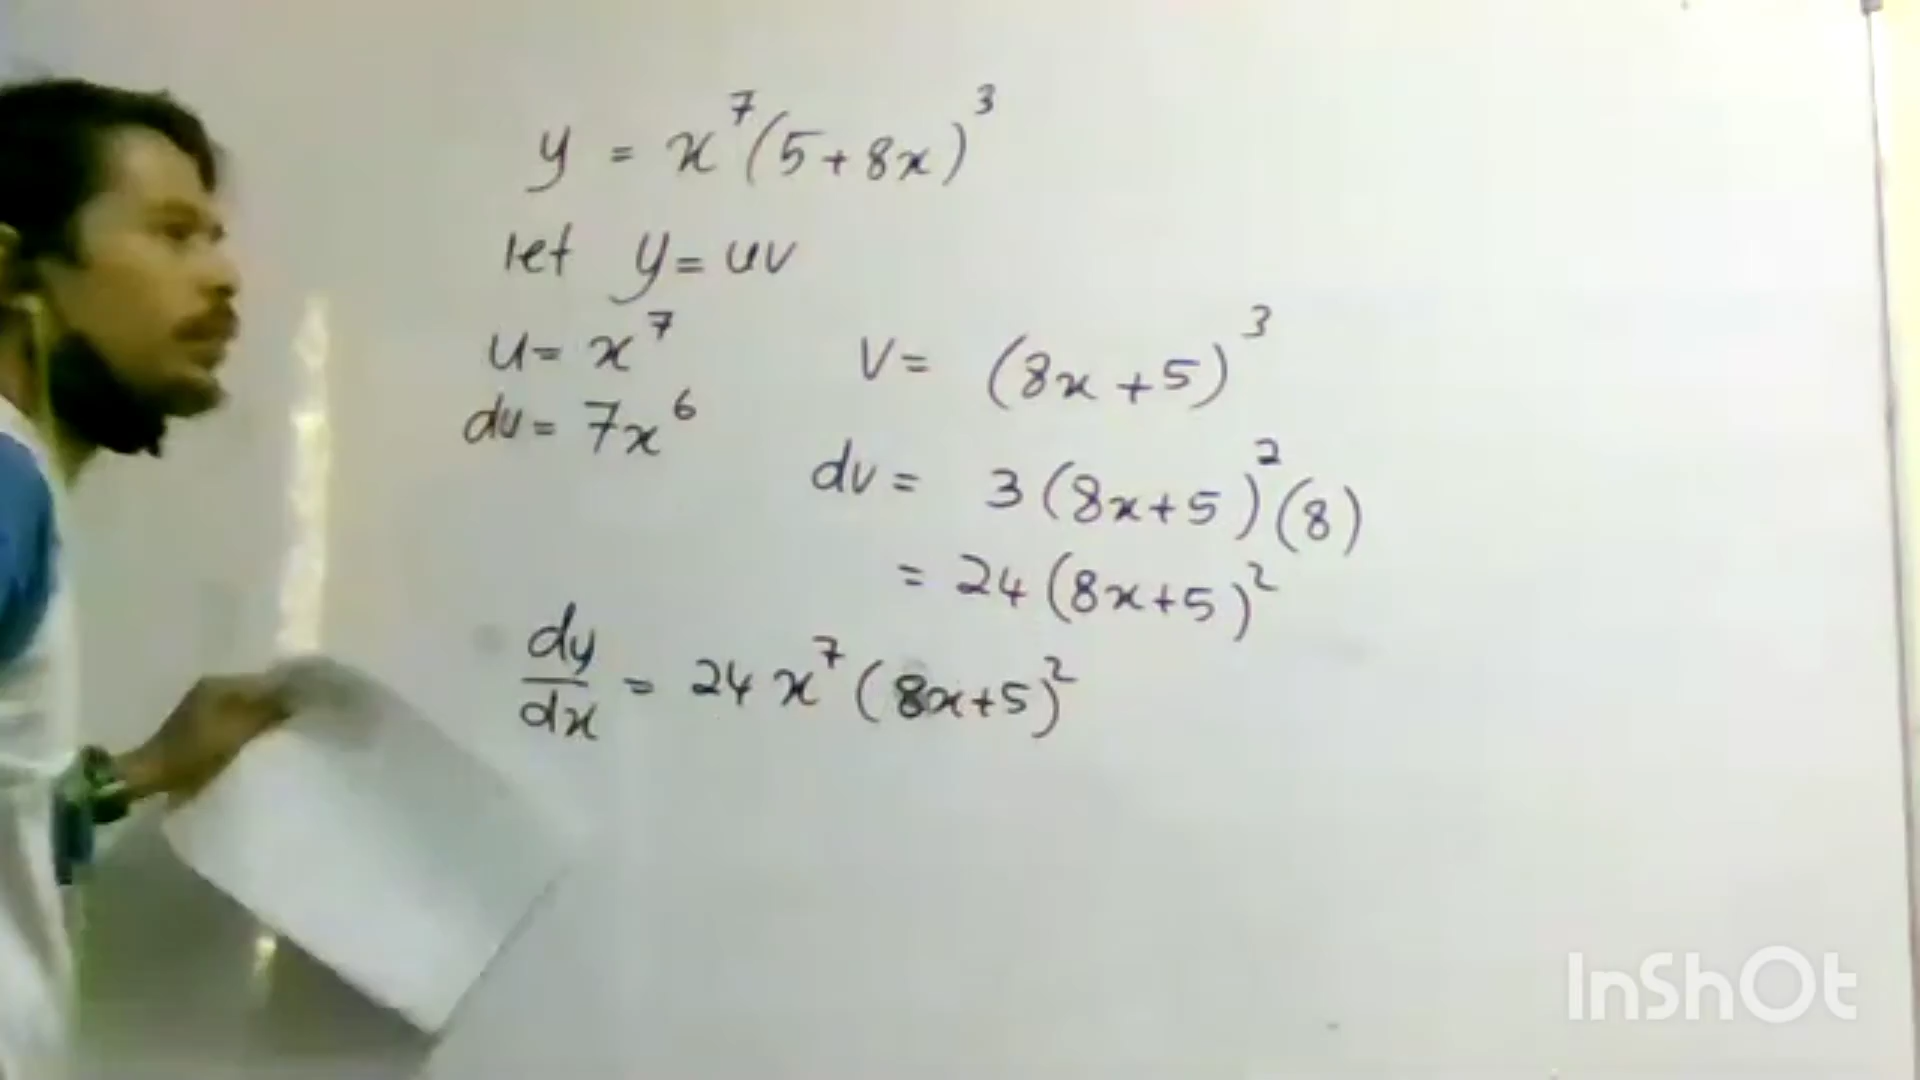 y = x⁷(5+8x)³
let y=uv
u= x⁷ v= (8x+5)³
du= 7x⁶
dv= 3(8x+5)²(8)
= 24(8x+5)²
dy/dx = 24x⁷(8x+5)²
InShOt